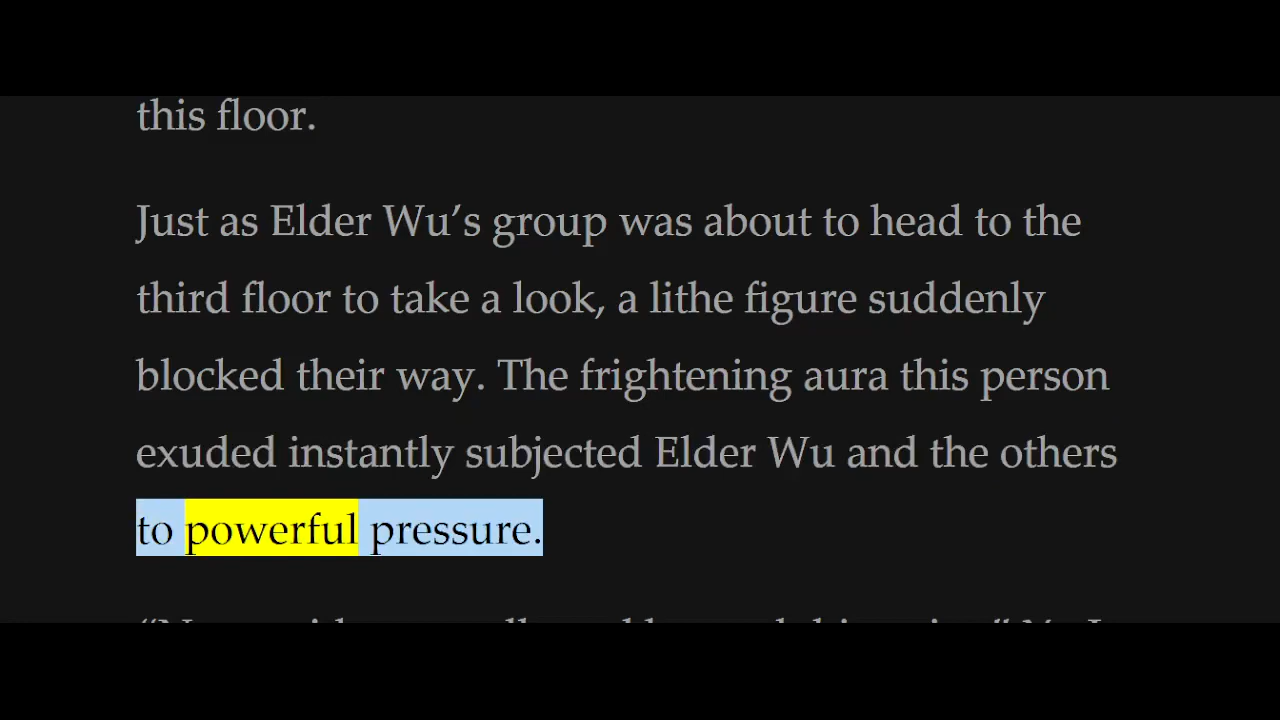 this floor.
Just as Elder Wu’s group was about to head to the
third floor to take a look, a lithe figure suddenly
blocked their way. The frightening aura this person
exuded instantly subjected Elder Wu and the others
to powerful pressure.